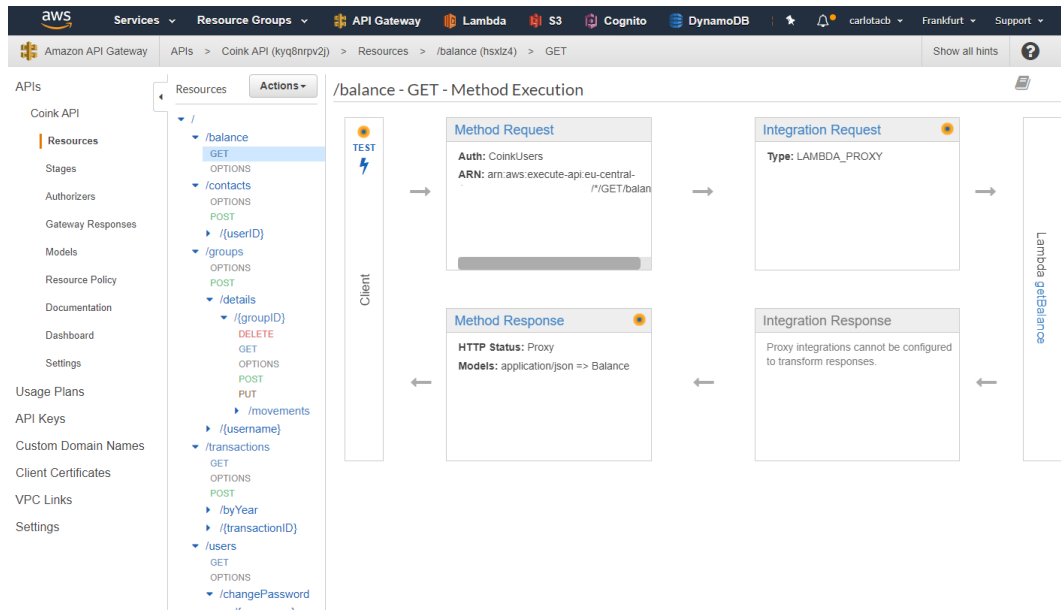 aws Services Resource Groups API Gateway Lambda S3 Cognito DynamoDB carlotacb Frankfurt Support
Amazon API Gateway APIs > Coink API (kyq8nrpv2j) > Resources > /balance (hsxlz4) > GET Show all hints ?
APIs
Coink API
Resources
Stages
Authorizers
Gateway Responses
Models
Resource Policy
Documentation
Dashboard
Settings
Usage Plans
API Keys
Custom Domain Names
Client Certificates
VPC Links
Settings
Resources Actions
/
/balance
GET
OPTIONS
/contacts
OPTIONS
POST
/{userID}
/groups
OPTIONS
POST
/details
/{groupID}
DELETE
GET
OPTIONS
POST
PUT
/movements
/{username}
/transactions
GET
OPTIONS
POST
/byYear
/{transactionID}
/users
GET
OPTIONS
/changePassword
/balance - GET - Method Execution
TEST
Client
Method Request
Auth: CoinkUsers
ARN: arn:aws:execute-api:eu-central-
/*/GET/balan
Integration Request
Type: LAMBDA_PROXY
Lambda getBalance
Method Response
HTTP Status: Proxy
Models: application/json => Balance
Integration Response
Proxy integrations cannot be configured
to transform responses.